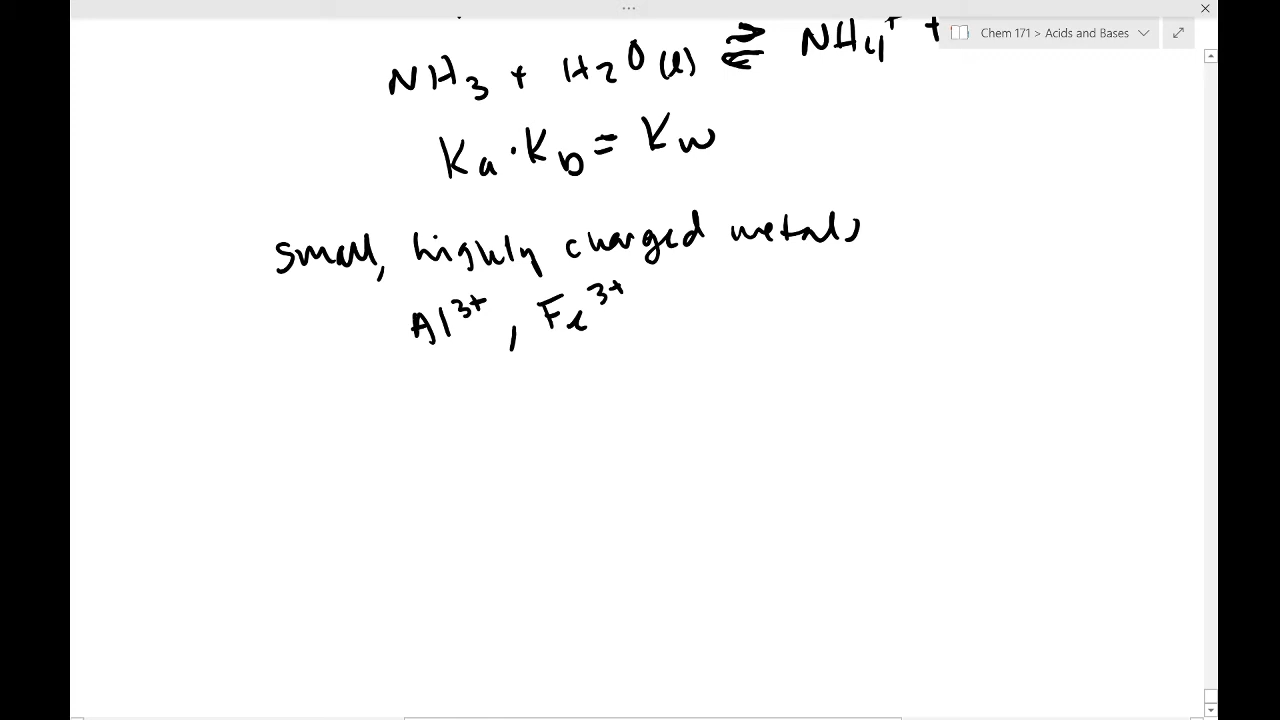 Chem 171 > Acids and Bases
NH3 + H2O (l) ⇌ NH4+ +
Ka · Kb = Kw
small, highly charged metals
Al3+, Fe3+